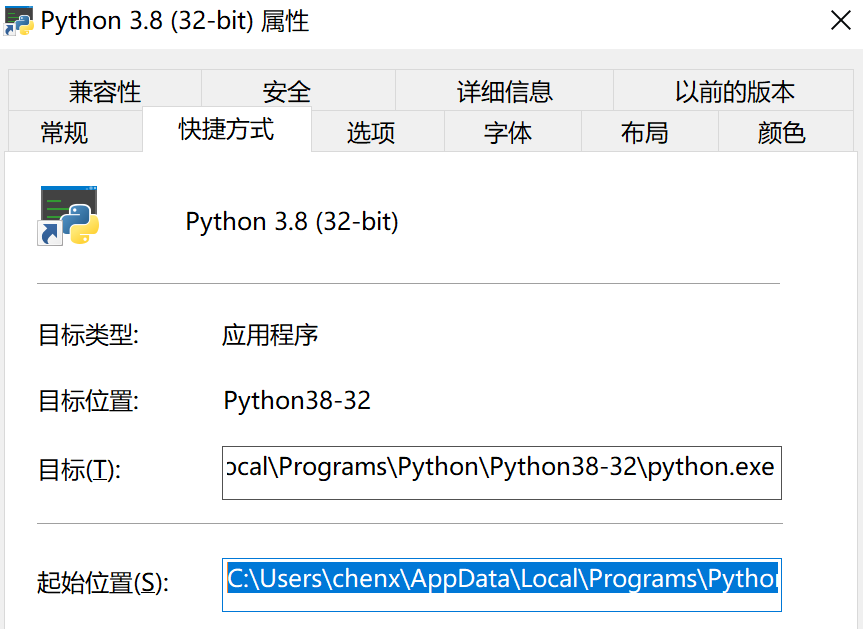 Python 3.8 (32-bit) 属性
兼容性 安全 详细信息 以前的版本
常规 快捷方式 选项 字体 布局 颜色
Python 3.8 (32-bit)
目标类型: 应用程序
目标位置: Python38-32
目标(T): ocal\Programs\Python\Python38-32\python.exe
起始位置(S): C:\Users\chenx\AppData\Local\Programs\Python